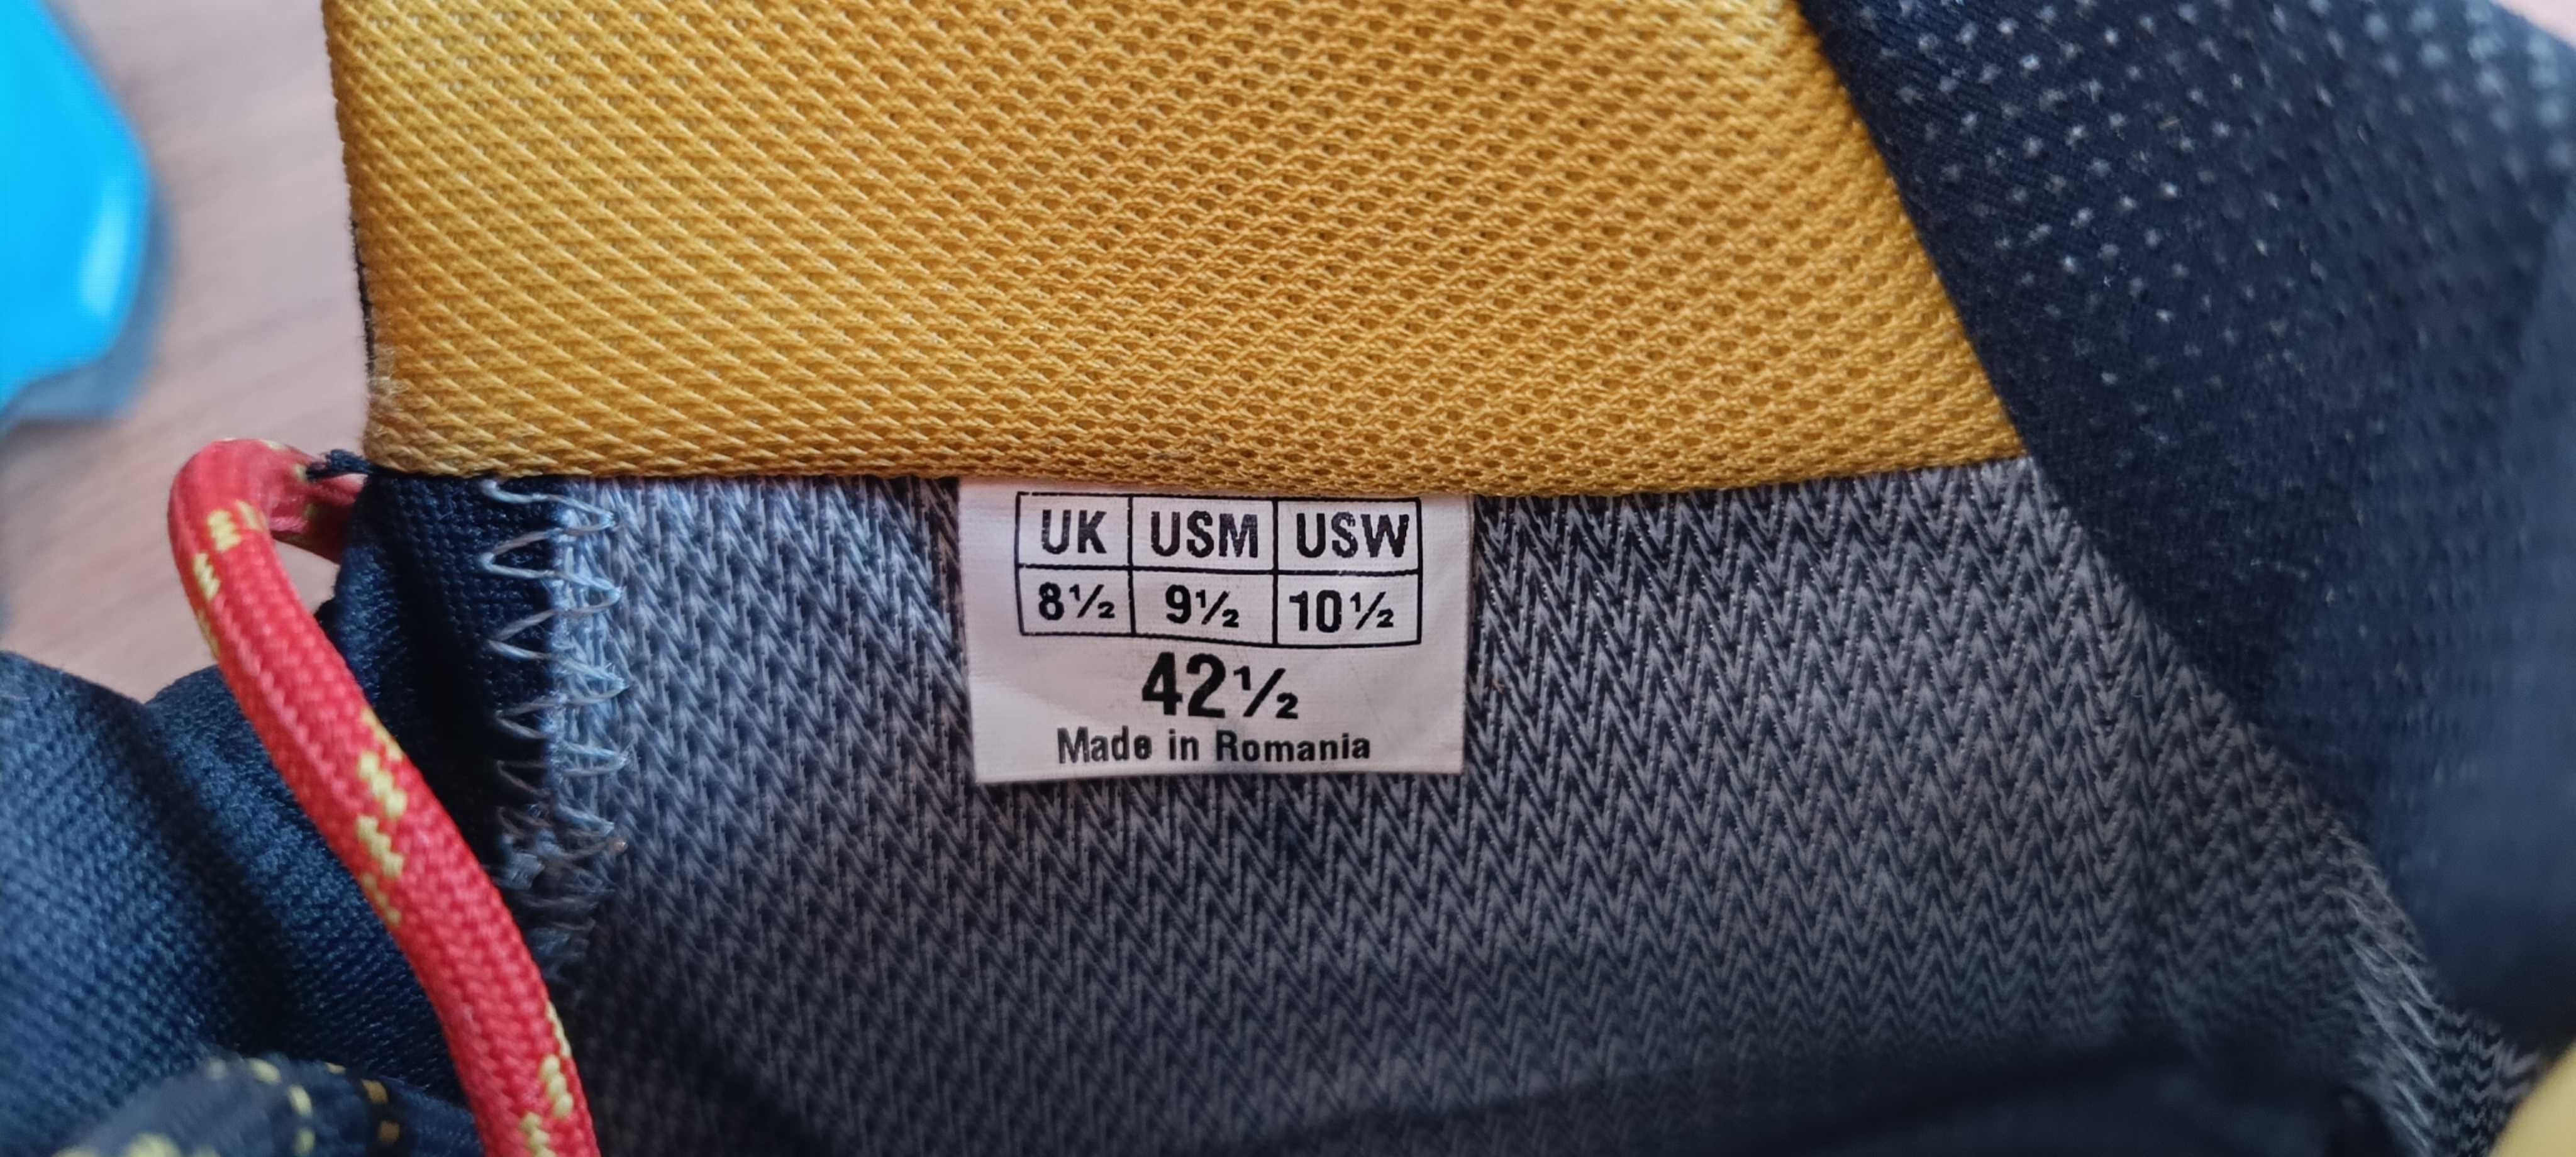 UK USM USW
8½ 9½ 10½
42½
Made in Romania